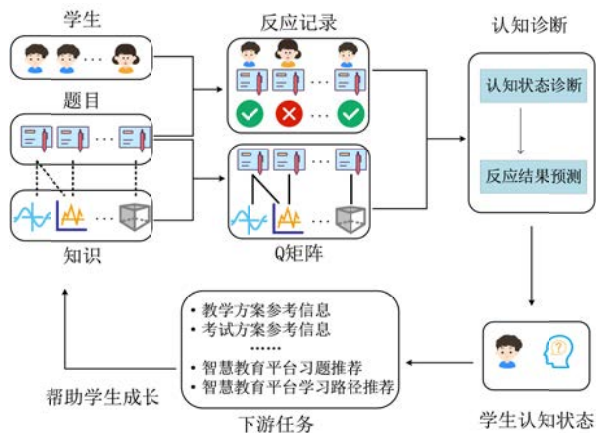 学生
反应记录
认知诊断
题目
认知状态诊断
反应结果预测
知识
Q矩阵
• 教学方案参考信息
• 考试方案参考信息
......
• 智慧教育平台习题推荐
• 智慧教育平台学习路径推荐
帮助学生成长
下游任务
学生认知状态